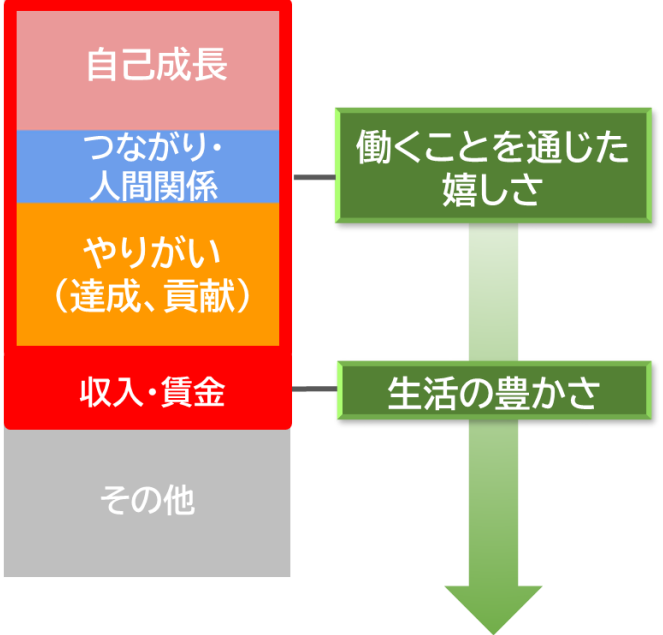 自己成長
つながり・
人間関係
やりがい
（達成、貢献）
収入・賃金
その他
働くことを通じた
嬉しさ
生活の豊かさ